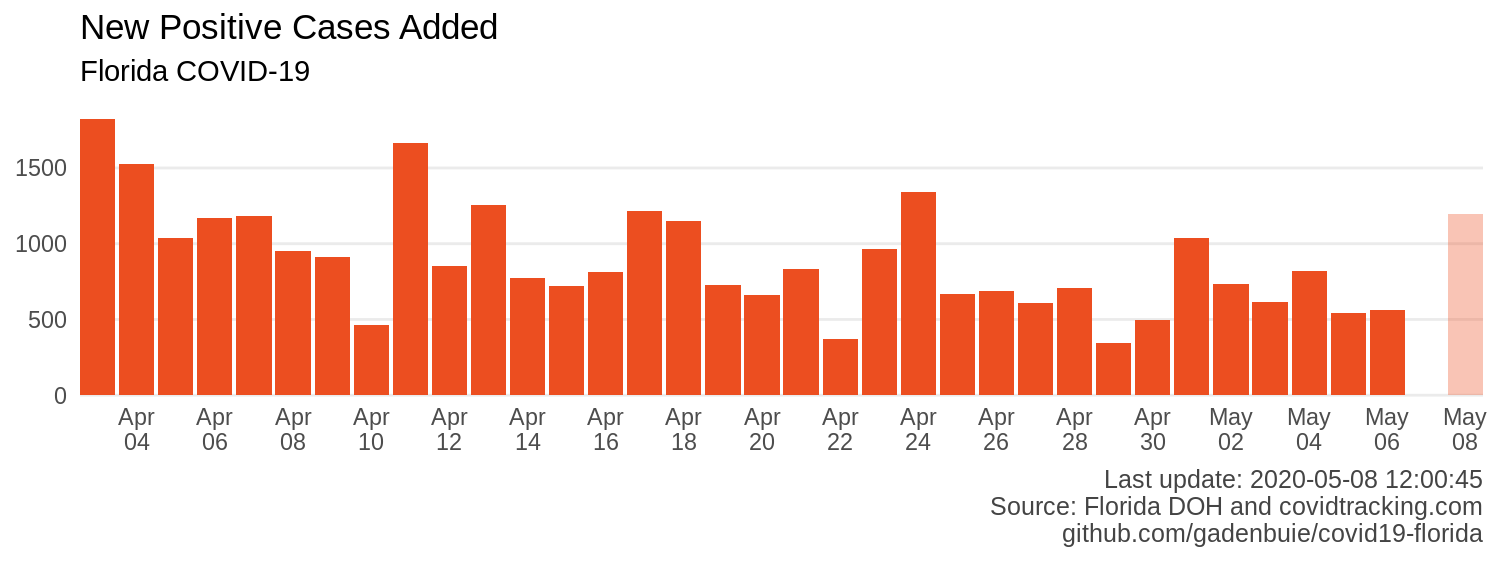 New Positive Cases Added
Florida COVID-19
1500
1000
500
0
Apr Apr Apr Apr Apr Apr Apr Apr Apr Apr Apr Apr Apr Apr May May May May
04 06 08 10 12 14 16 18 20 22 24 26 28 30 02 04 06 08
Last update: 2020-05-08 12:00:45
Source: Florida DOH and covidtracking.com
github.com/gadenbuie/covid19-florida